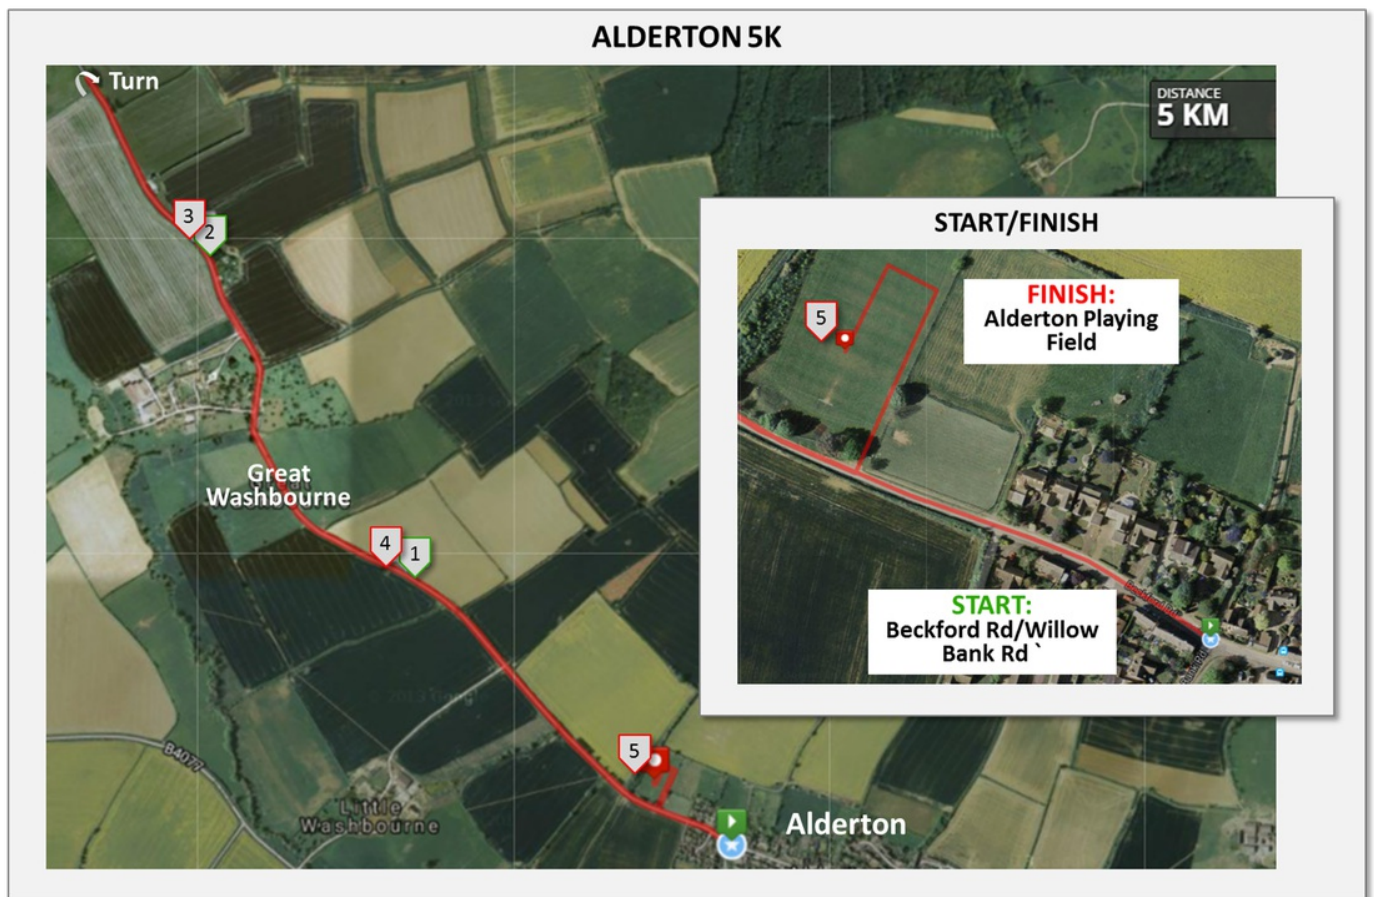 ALDERTON 5K
Turn
DISTANCE
5 KM
3
2
Great
Washbourne
4
1
5
B4077
Little
Washbourne
Alderton
START/FINISH
FINISH:
Alderton Playing
Field
5
START:
Beckford Rd/Willow
Bank Rd `